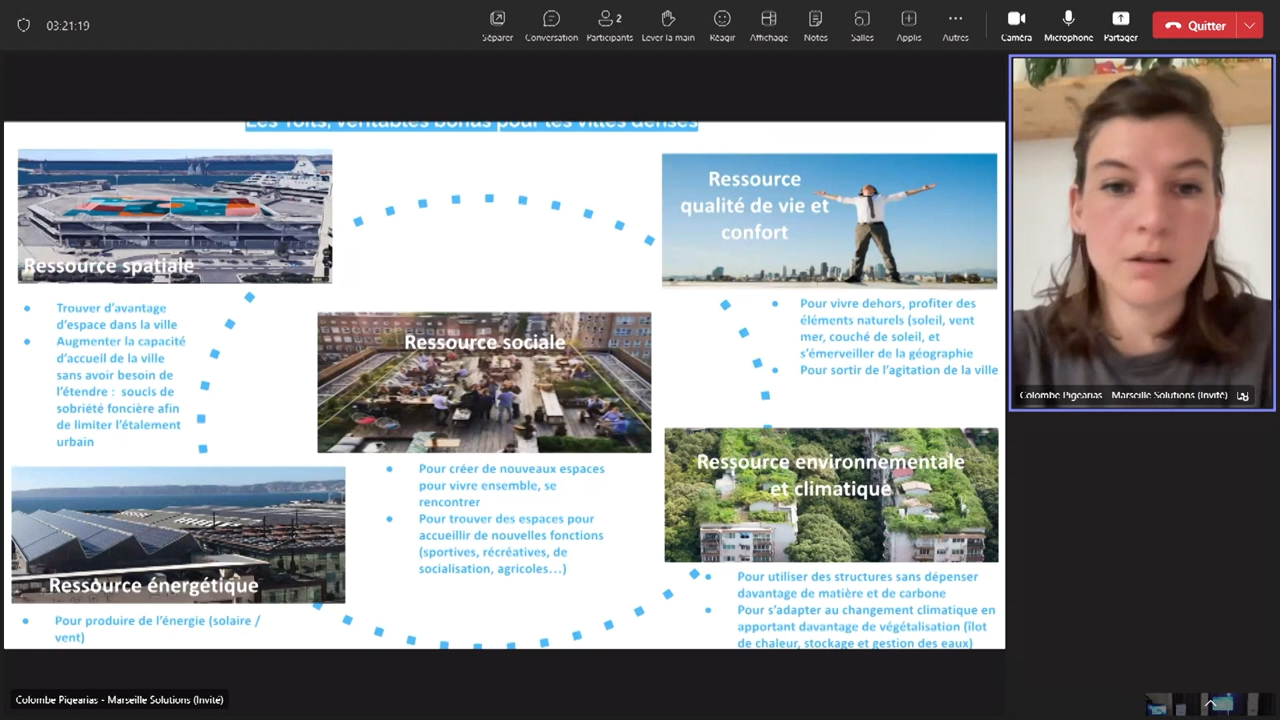 03:21:19
Séparer
Conversation
2
Participants
Lever la main
Réagir
Affichage
Notes
Salles
Applis
Autres
Caméra
Microphone
Partager
Quitter
Les Toits, véritables bonus pour les villes denses
Ressource spatiale
Trouver d'avantage
d'espace dans la ville
Augmenter la capacité
d'accueil de la ville
sans avoir besoin de
l'étendre : soucis de
sobriété foncière afin
de limiter l'étalement
urbain
Ressource énergétique
Pour produire de l'énergie (solaire /
vent)
Ressource sociale
Pour créer de nouveaux espaces
pour vivre ensemble, se
rencontrer
Pour trouver des espaces pour
accueillir de nouvelles fonctions
(sportives, récréatives, de
socialisation, agricoles...)
Ressource
qualité de vie et
confort
Pour vivre dehors, profiter des
éléments naturels (soleil, vent
mer, couché de soleil, et
s'émerveiller de la géographie
Pour sortir de l'agitation de la ville
Ressource environnementale
et climatique
Pour utiliser des structures sans dépenser
davantage de matière et de carbone
Pour s'adapter au changement climatique en
apportant davantage de végétalisation (îlot
de chaleur, stockage et gestion des eaux)
Colombe Pigearias - Marseille Solutions (Invité)
Colombe Pigearias - Marseille Solutions (Invité)